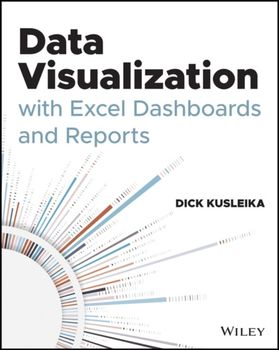 Data
Visualization
with Excel Dashboards
and Reports
DICK KUSLEIKA
WILEY